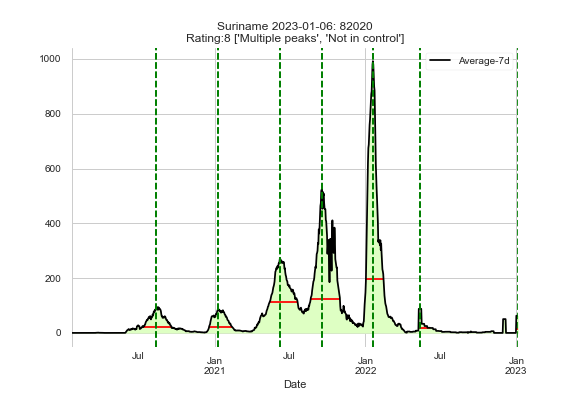 Suriname 2023-01-06: 82020
Rating:8 ['Multiple peaks', 'Not in control']
Average-7d
1000
800
600
400
200
0
Jul
Jan
2021
Jul
Jan
2022
Jul
Jan
2023
Date